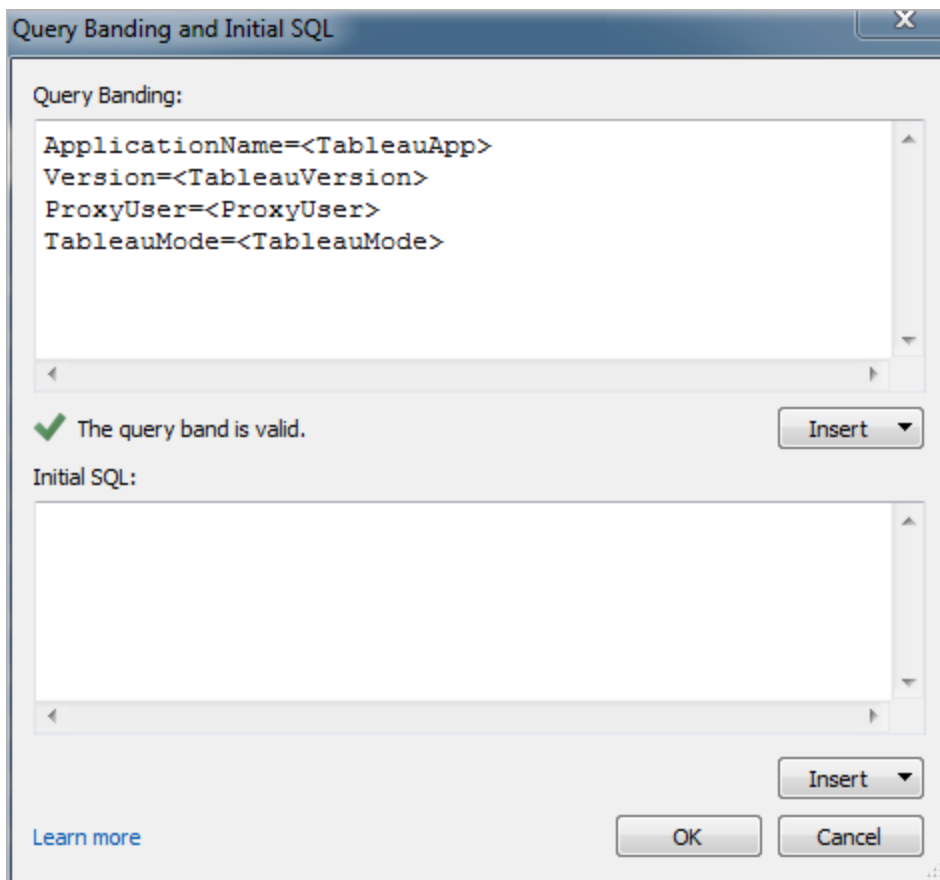 Query Banding and Initial SQL
Query Banding:
ApplicationName=<TableauApp>
Version=<TableauVersion>
ProxyUser=<ProxyUser>
TableauMode=<TableauMode>
The query band is valid.
Insert
Initial SQL:
Insert
Learn more
OK
Cancel